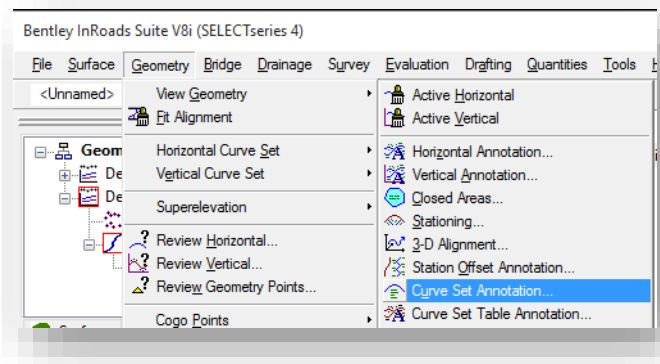 Bentley InRoads Suite V8i (SELECTseries 4)
File Surface Geometry Bridge Drainage Survey Evaluation Drafting Quantities Tools
<Unnamed>
View Geometry
Fit Alignment
Horizontal Curve Set
Vertical Curve Set
Superelevation
Review Horizontal...
Review Vertical...
Review Geometry Points...
Cogo Points
Active Horizontal
Active Vertical
Horizontal Annotation...
Vertical Annotation...
Closed Areas...
Stationing...
3-D Alignment...
Station Offset Annotation...
Curve Set Annotation...
Curve Set Table Annotation...
Geom
De
De